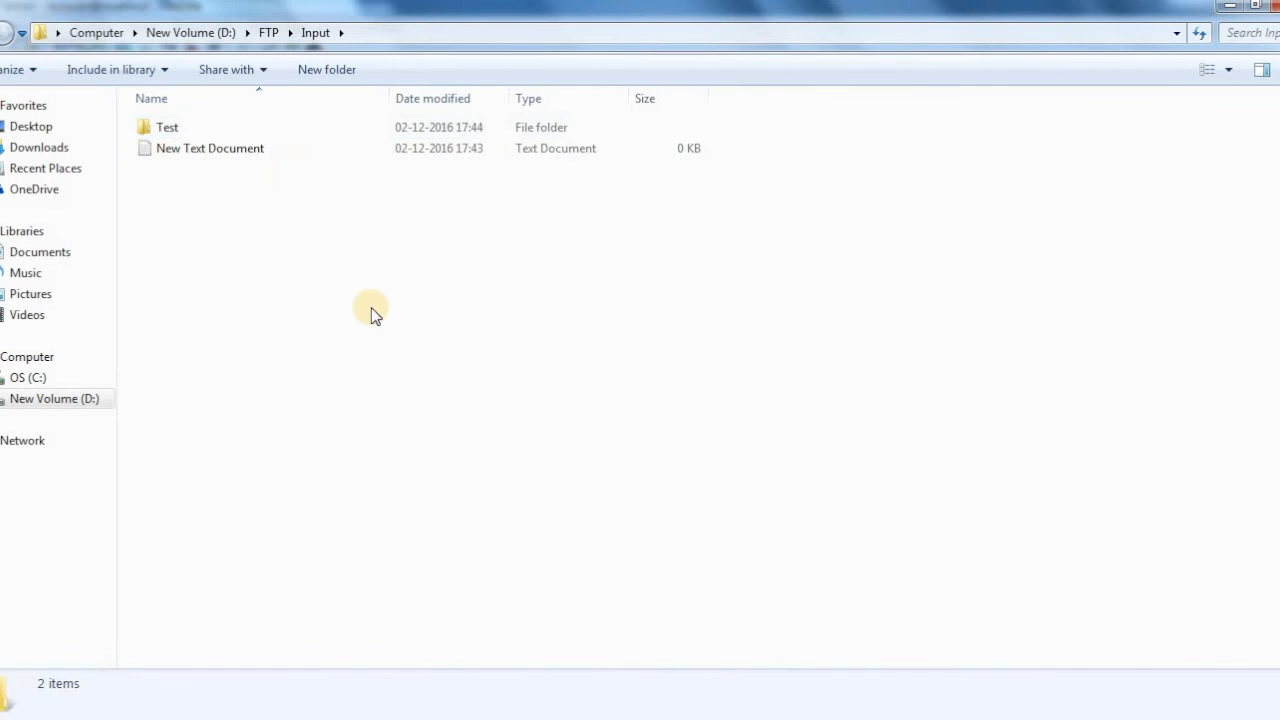 Computer New Volume (D:) FTP Input Search Inp
anize Include in library Share with New folder
Name Date modified Type Size
Test 02-12-2016 17:44 File folder
New Text Document 02-12-2016 17:43 Text Document 0 KB
Favorites
Desktop
Downloads
Recent Places
OneDrive
Libraries
Documents
Music
Pictures
Videos
Computer
OS (C:)
New Volume (D:)
Network
2 items